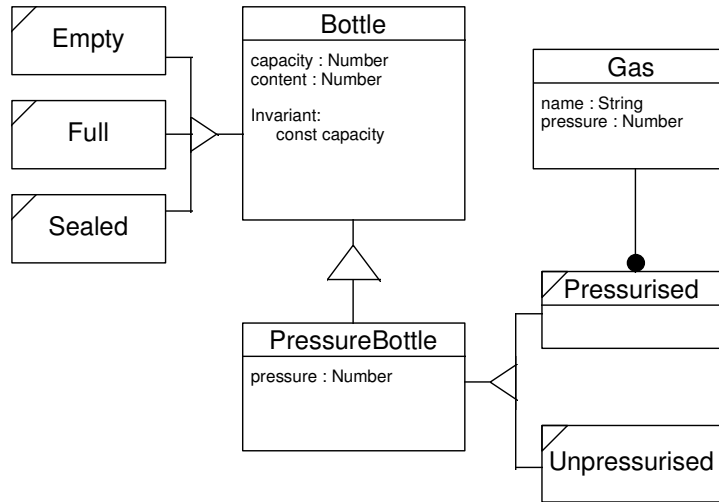 Empty
Full
Sealed
Bottle
capacity : Number
content : Number
Invariant:
const capacity
Gas
name : String
pressure : Number
PressureBottle
pressure : Number
Pressurised
Unpressurised